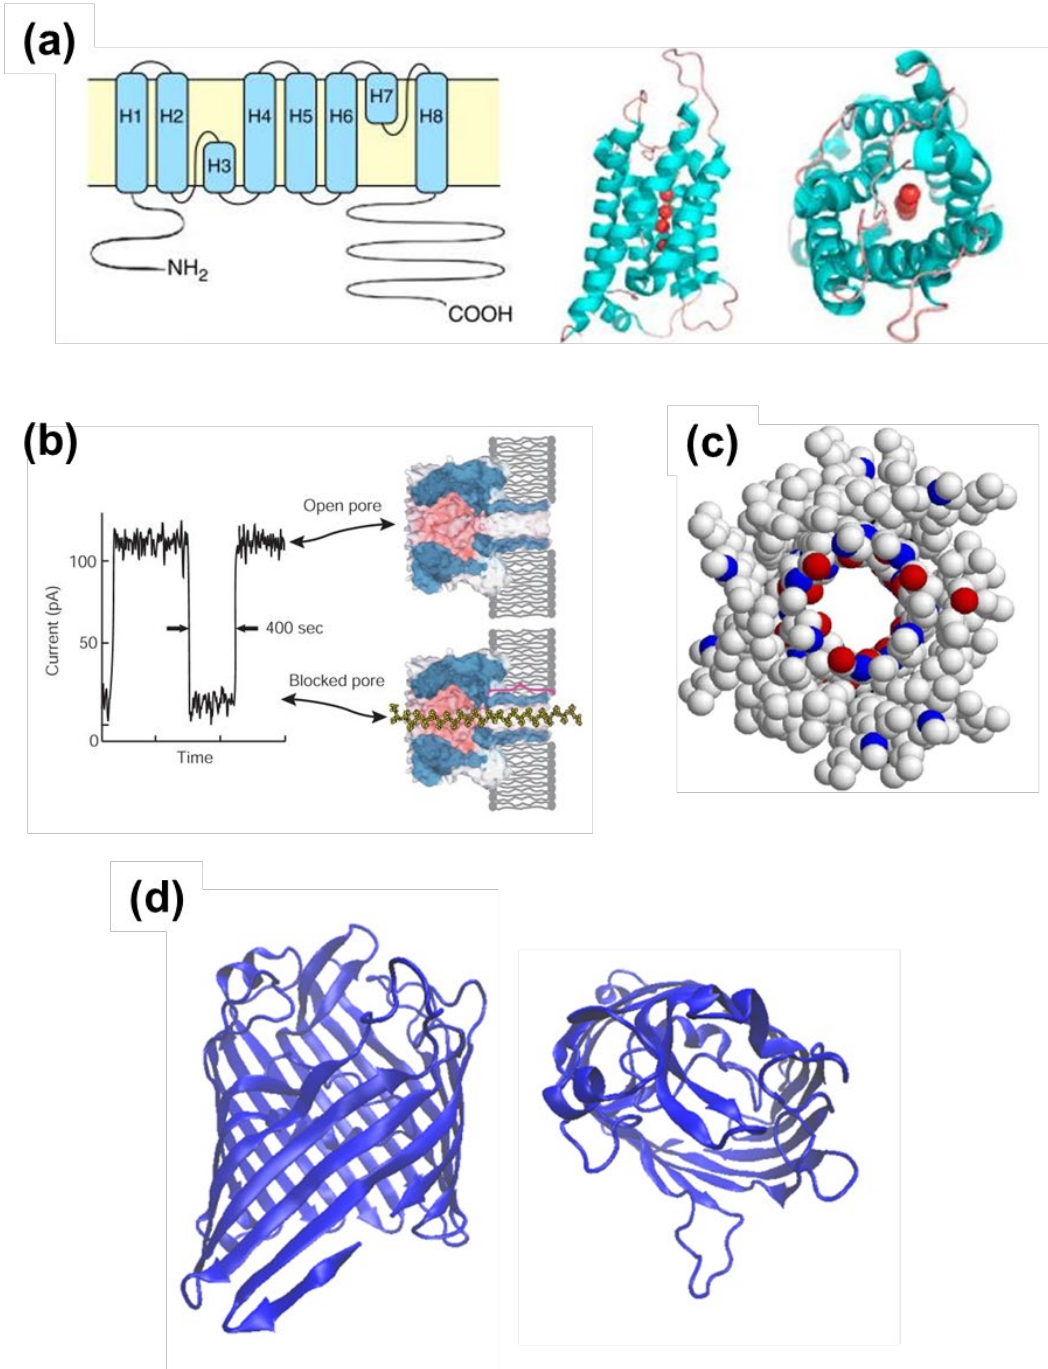 (a)
H1 H2 H3 H4 H5 H6 H7 H8
NH2
COOH
(b)
Open pore
100
50
0
Current (pA)
400 sec
Blocked pore
Time
(c)
(d)